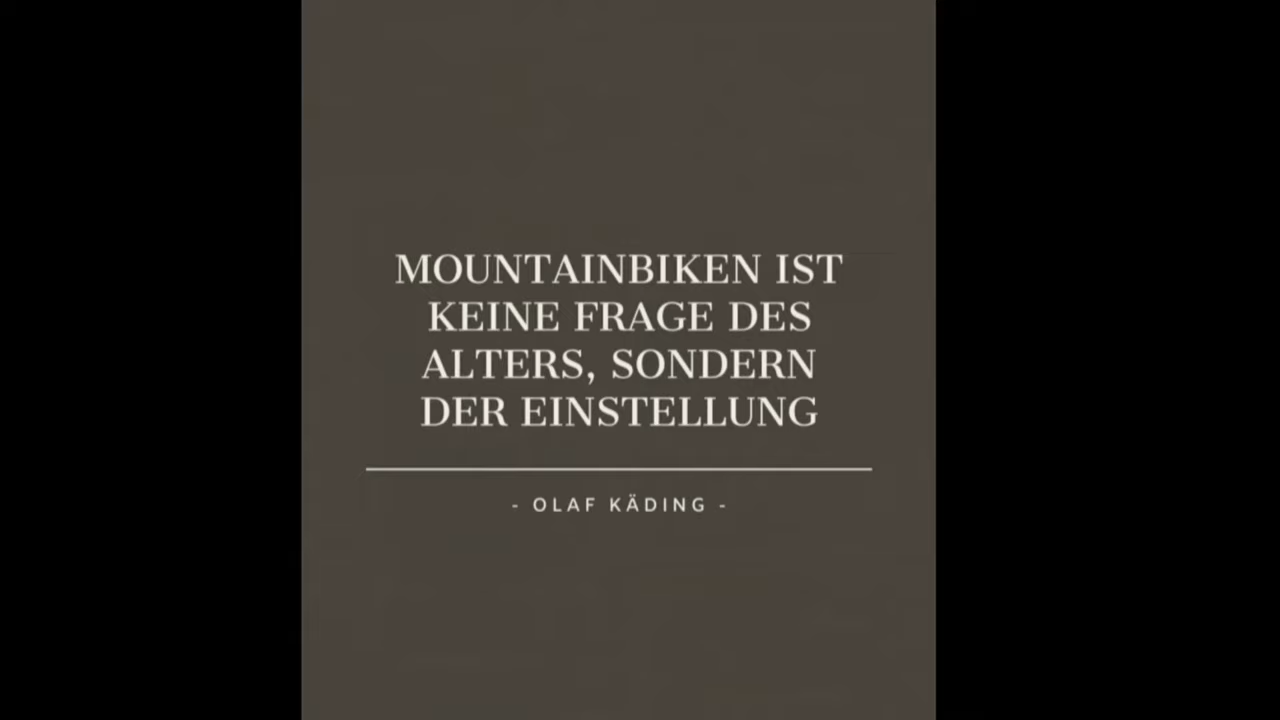 MOUNTAINBIKEN IST
KEINE FRAGE DES
ALTERS, SONDERN
DER EINSTELLUNG
- OLAF KÄDING -